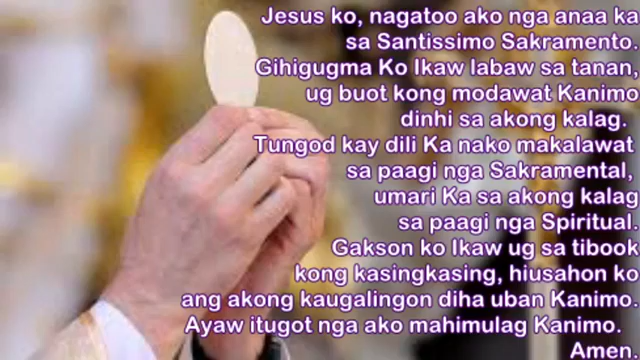 Jesus ko, nagatoo ako nga anaa ka
sa Santissimo Sakramento.
Gihigugma Ko Ikaw labaw sa tanan,
ug buot kong modawat Kanimo
dinhi sa akong kalag.
Tungod kay dili Ka nako makalawat
sa paagi nga Sakramental,
umari Ka sa akong kalag
sa paagi nga Spiritual.
Gakson ko Ikaw ug sa tibook
kong kasingkasing, hiusahon ko
ang akong kaugalingon diha uban Kanimo.
Ayaw itugot nga ako mahimulag Kanimo.
Amen.